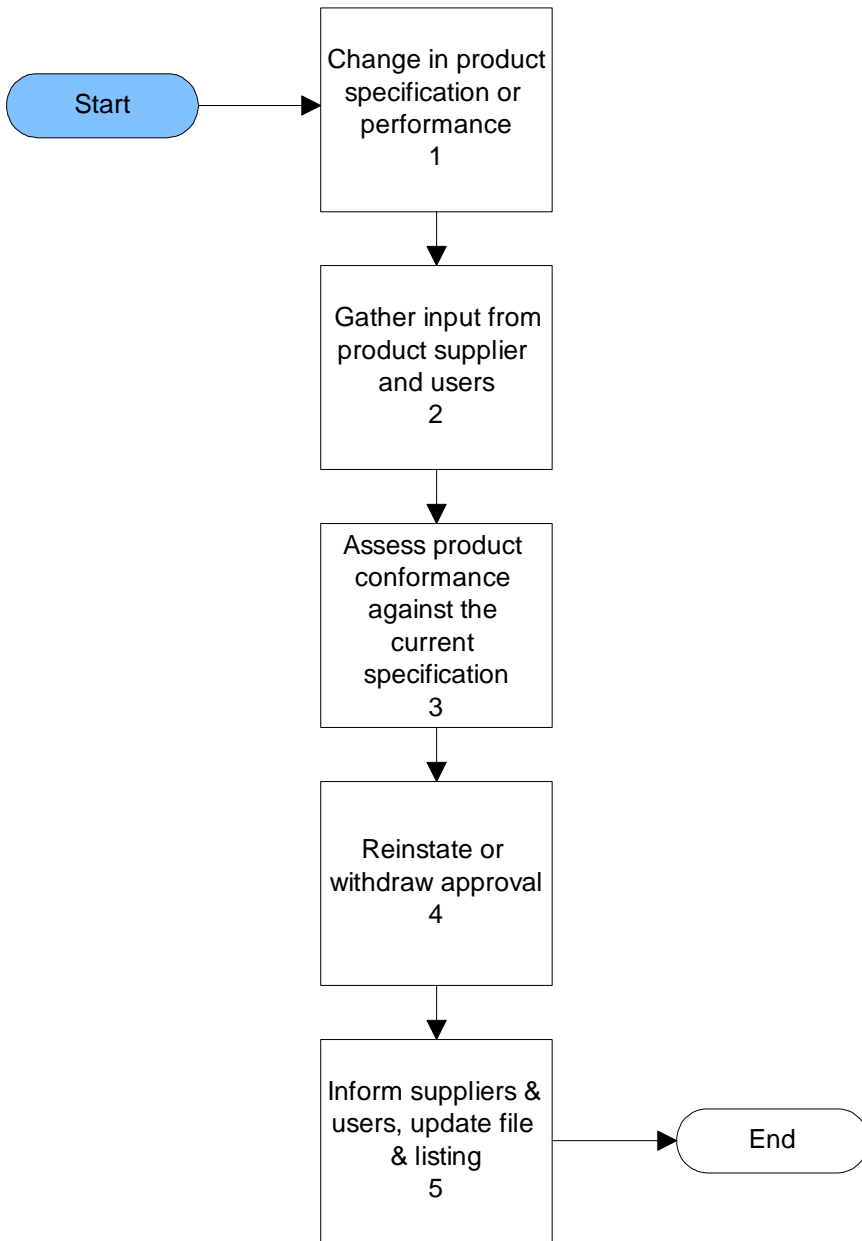 Start
Change in product
specification or
performance
1
Gather input from
product supplier
and users
2
Assess product
conformance
against the
current
specification
3
Reinstate or
withdraw approval
4
Inform suppliers &
users, update file
& listing
5
End